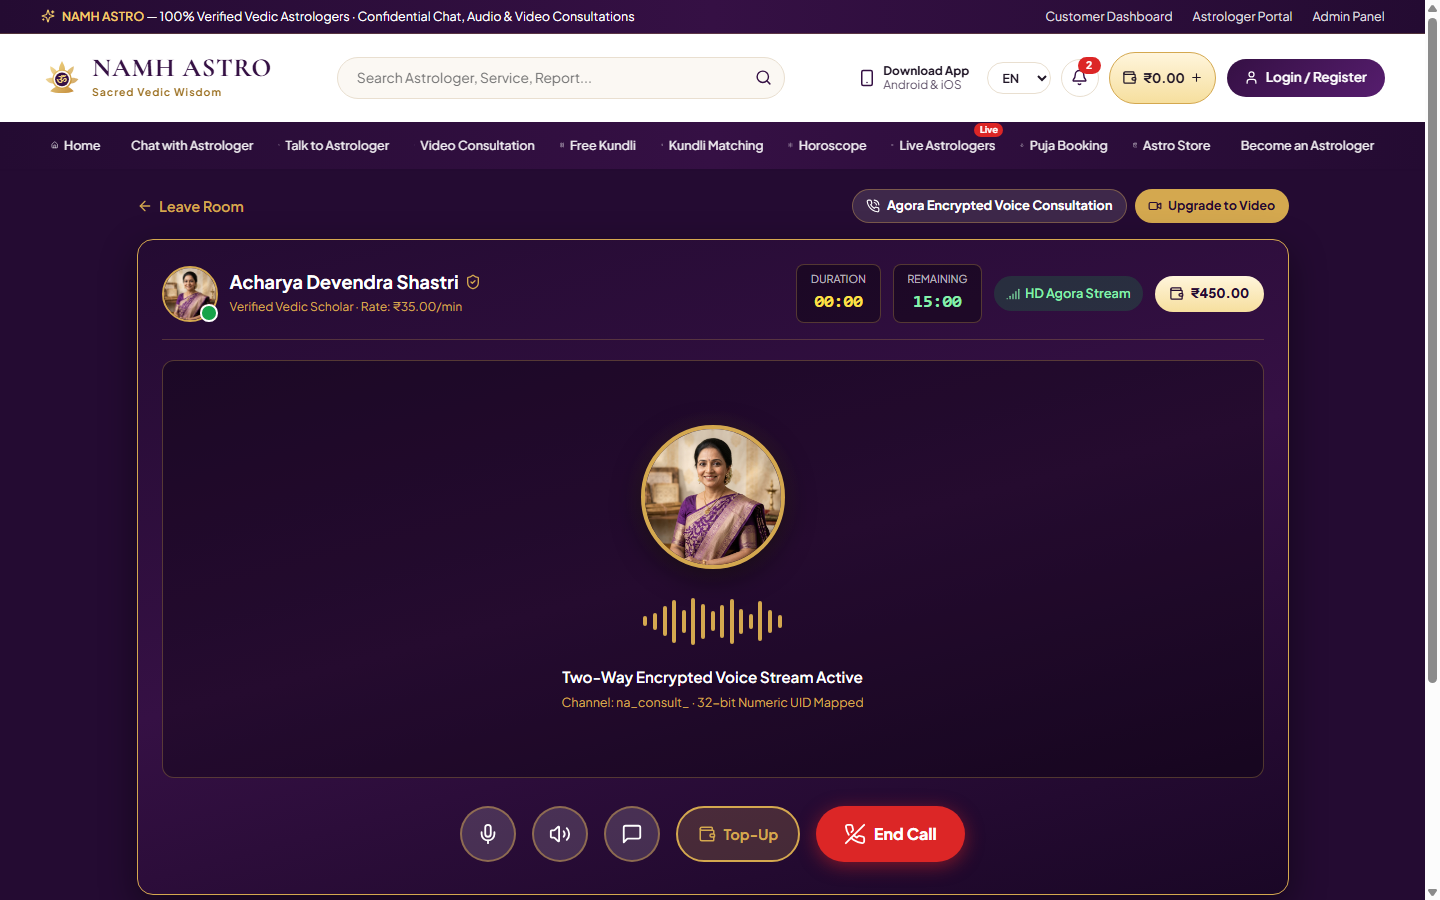 NAMH ASTRO — 100% Verified Vedic Astrologers · Confidential Chat, Audio & Video Consultations
Customer Dashboard
Astrologer Portal
Admin Panel
NAMH ASTRO
Sacred Vedic Wisdom
Search Astrologer, Service, Report...
Download App
Android & iOS
EN
2
₹0.00 +
Login / Register
Home
Chat with Astrologer
Talk to Astrologer
Video Consultation
Free Kundli
Kundli Matching
Horoscope
Live Astrologers
Live
Puja Booking
Astro Store
Become an Astrologer
Leave Room
Agora Encrypted Voice Consultation
Upgrade to Video
Acharya Devendra Shastri
Verified Vedic Scholar · Rate: ₹35.00/min
DURATION
00:00
REMAINING
15:00
HD Agora Stream
₹450.00
Two-Way Encrypted Voice Stream Active
Channel: na_consult_ · 32-bit Numeric UID Mapped
Top-Up
End Call